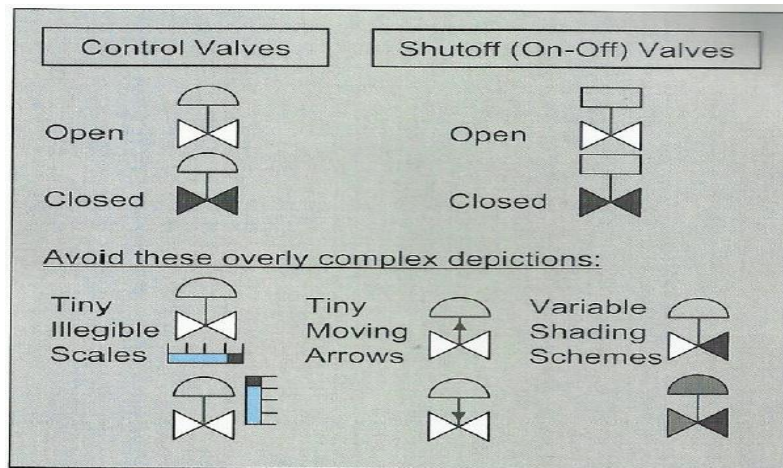 Control Valves
Shutoff (On-Off) Valves
Open
Open
Closed
Closed
Avoid these overly complex depictions:
Tiny
Illegible
Scales
Tiny
Moving
Arrows
Variable
Shading
Schemes